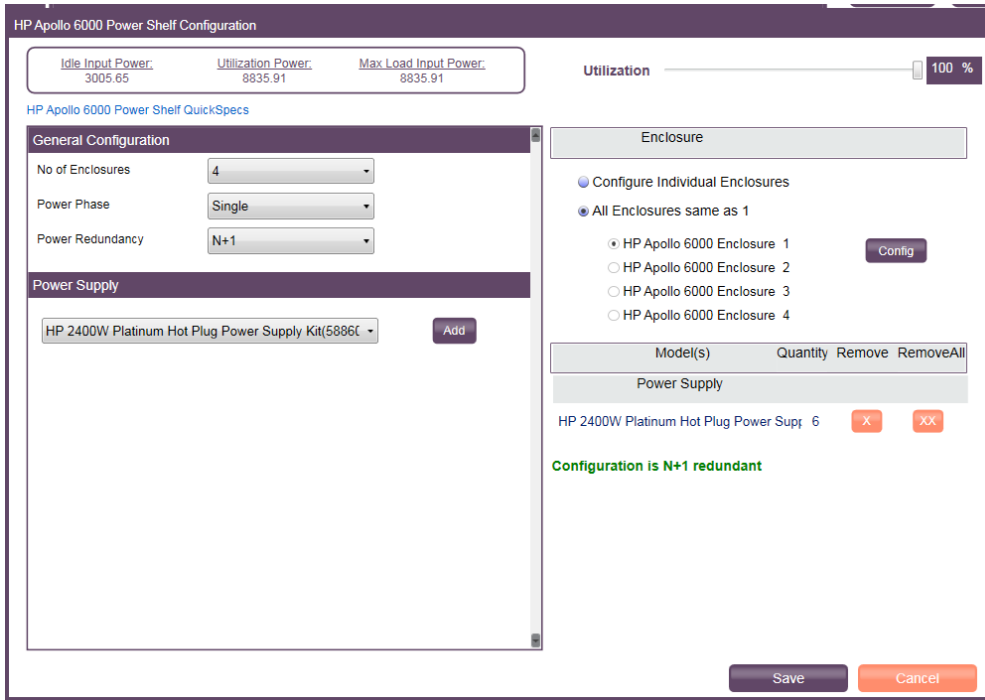 HP Apollo 6000 Power Shelf Configuration
Idle Input Power: Utilization Power: Max Load Input Power:
3005.65 8835.91 8835.91
Utilization 100 %
HP Apollo 6000 Power Shelf QuickSpecs
General Configuration
No of Enclosures 4
Power Phase Single
Power Redundancy N+1
Power Supply
HP 2400W Platinum Hot Plug Power Supply Kit(5886
Add
Enclosure
Configure Individual Enclosures
All Enclosures same as 1
HP Apollo 6000 Enclosure 1
Config
HP Apollo 6000 Enclosure 2
HP Apollo 6000 Enclosure 3
HP Apollo 6000 Enclosure 4
Model(s) Quantity Remove RemoveAll
Power Supply
HP 2400W Platinum Hot Plug Power Supp 6 X XX
Configuration is N+1 redundant
Save Cancel